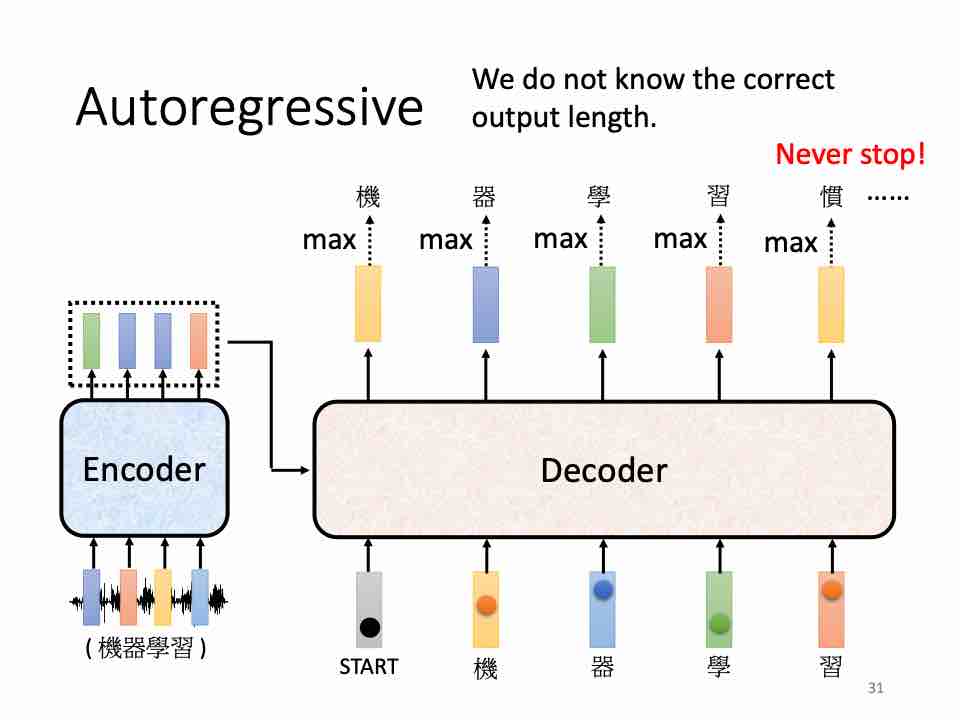 Autoregressive
We do not know the correct
output length.
Never stop!
機 器 學 習 慣 ……
max max max max max
Encoder
Decoder
( 機器學習 )
START 機 器 學 習
31